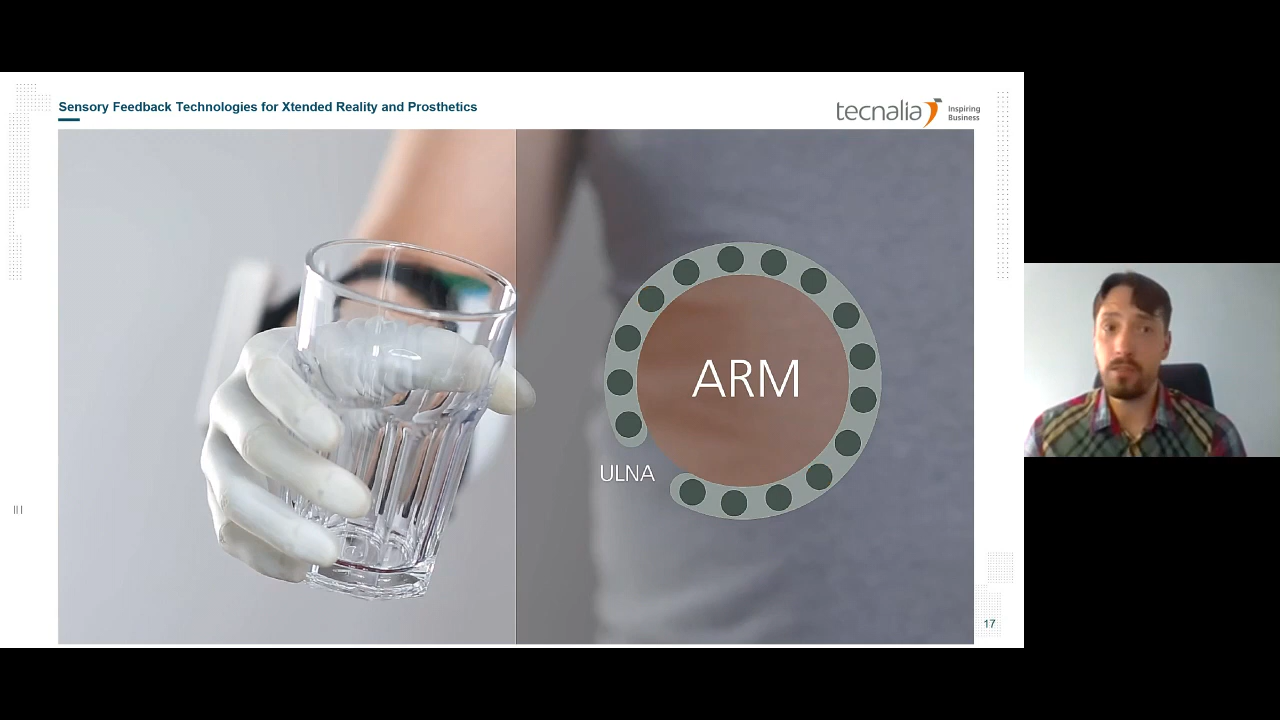 Sensory Feedback Technologies for Xtended Reality and Prosthetics
tecnalia
Inspiring
Business
ARM
ULNA
17